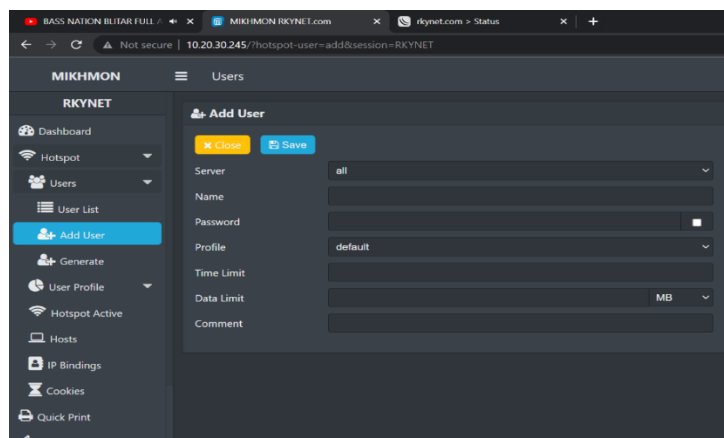 BASS NATION BLITAR FULL A
MIKHMON RKYNET.com
rkynet.com > Status
Not secure | 10.20.30.245/?hotspot-user=add&session=RKYNET
MIKHMON
Users
RKYNET
Add User
Dashboard
Close
Save
Hotspot
Server
all
Users
Name
User List
Password
Add User
Profile
default
Generate
Time Limit
User Profile
Data Limit
MB
Hotspot Active
Comment
Hosts
IP Bindings
Cookies
Quick Print